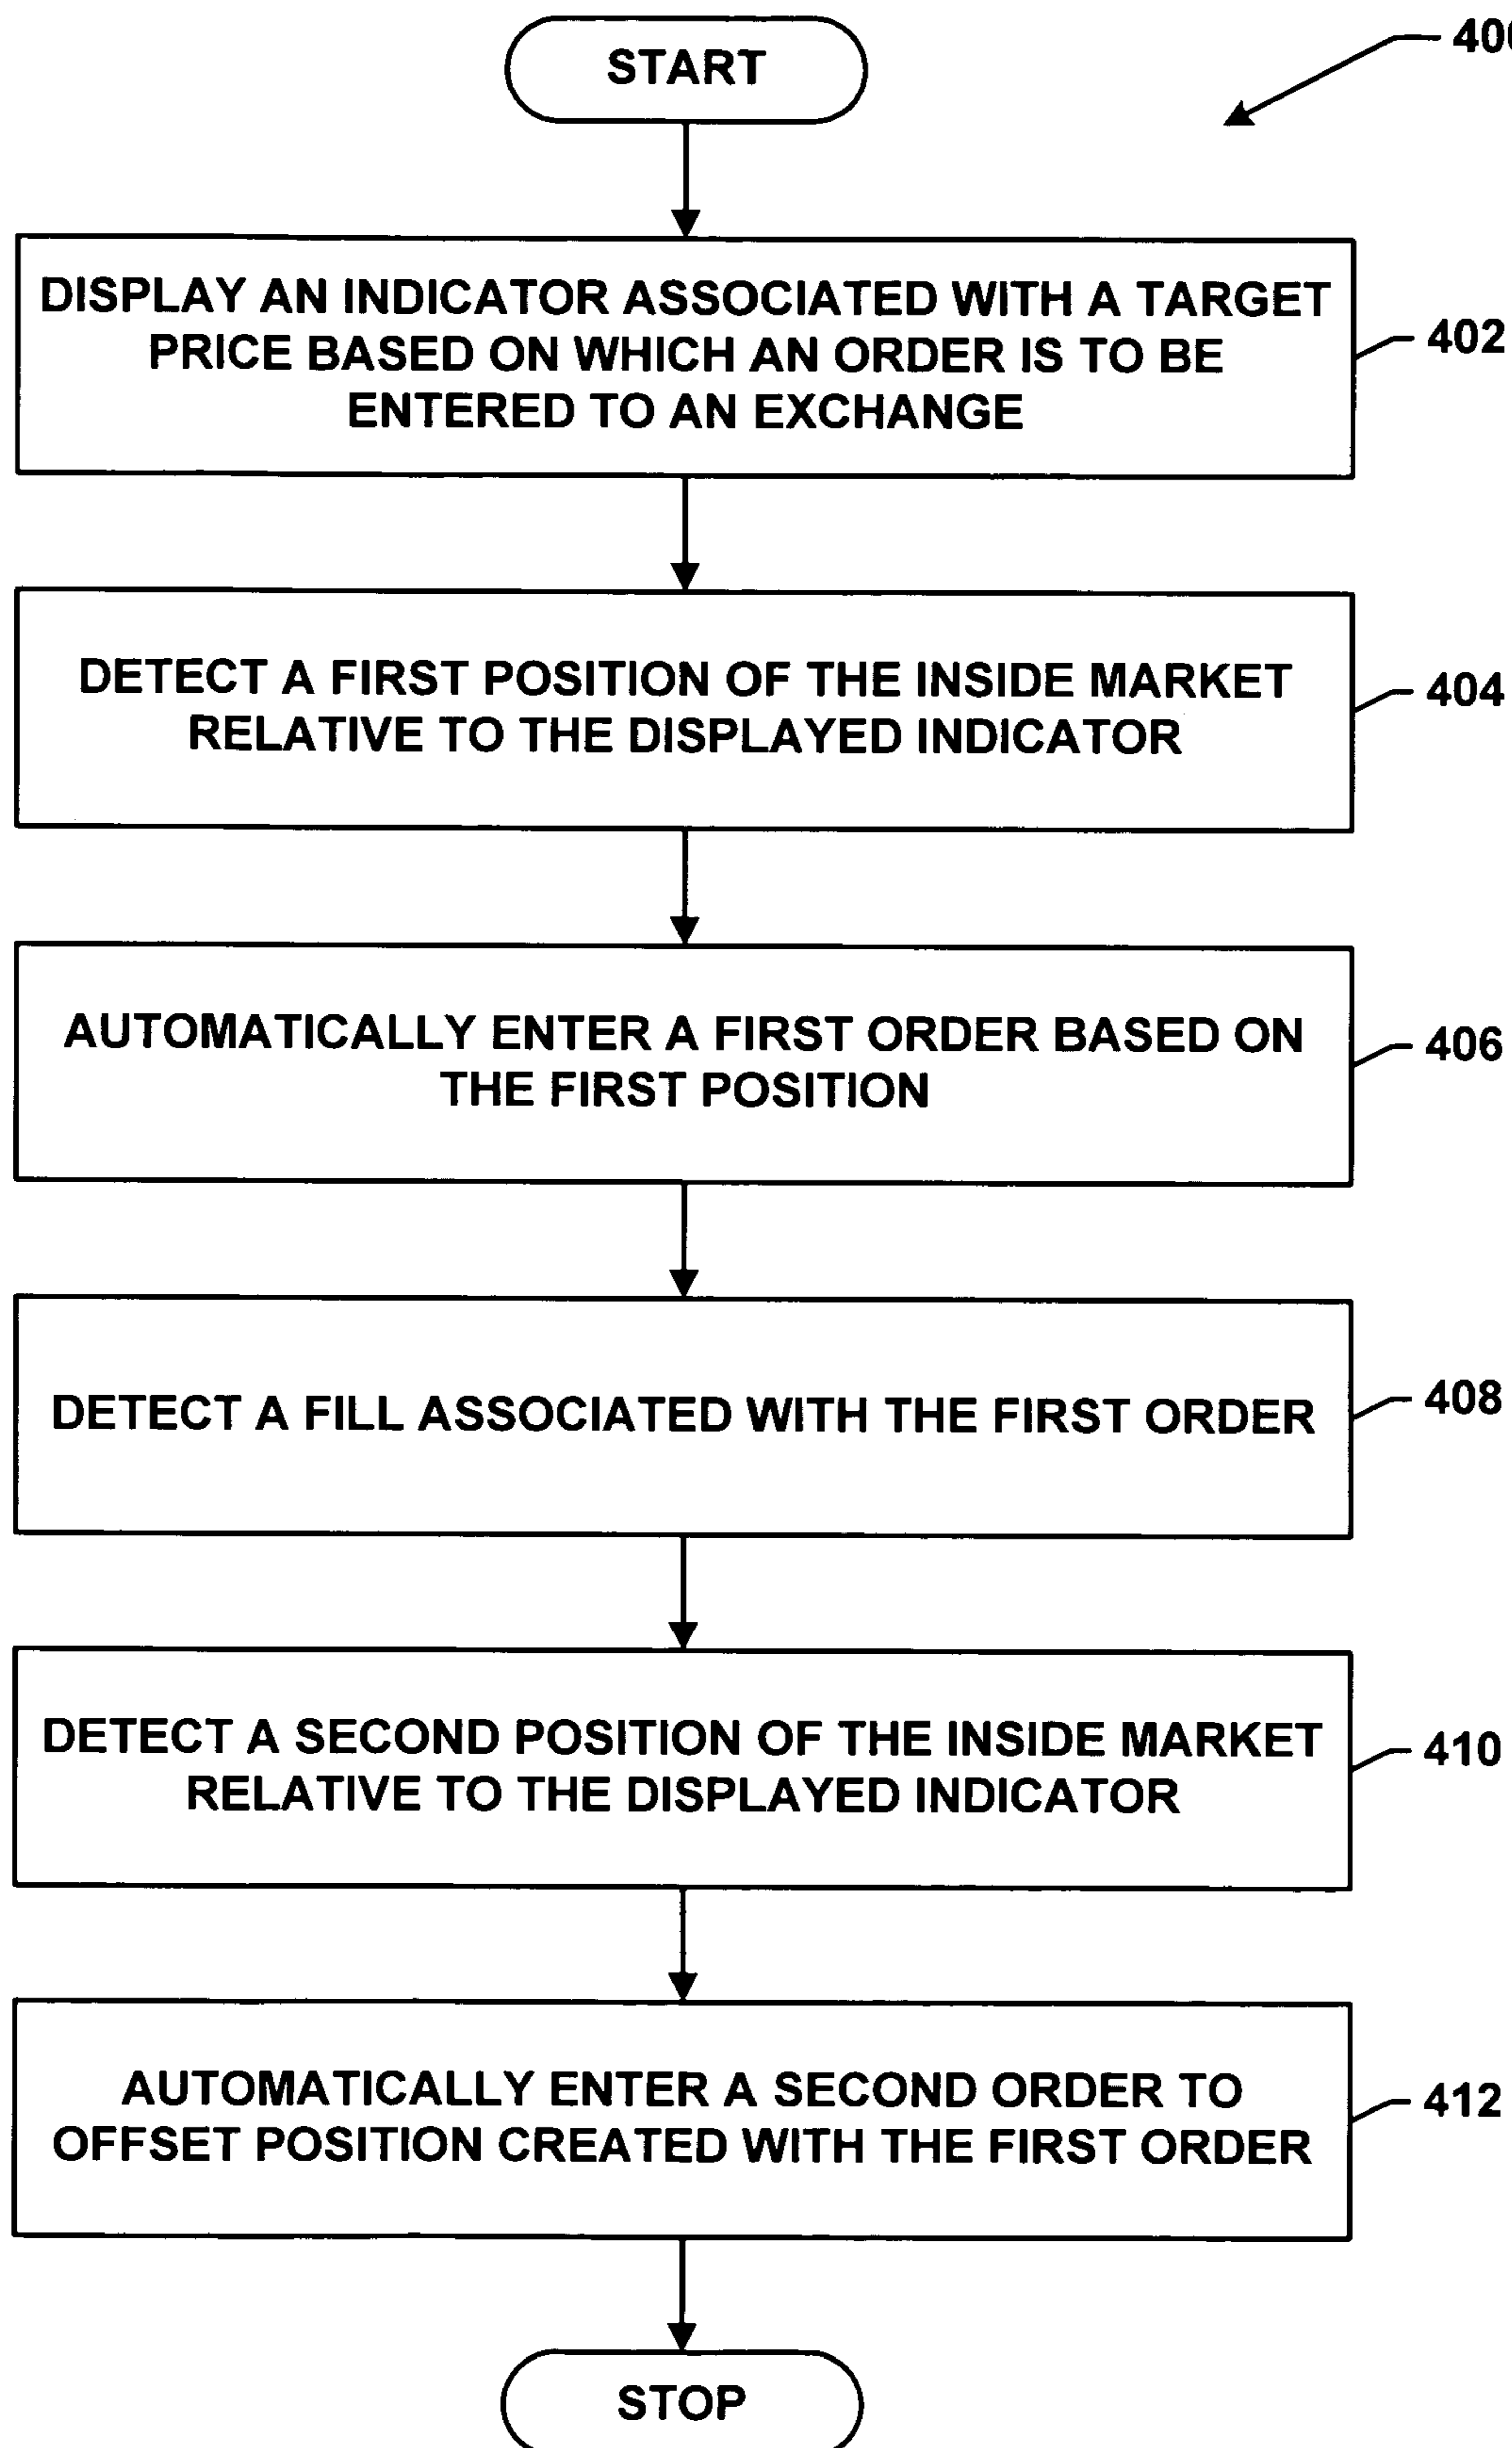 START
DISPLAY AN INDICATOR ASSOCIATED WITH A TARGET
PRICE BASED ON WHICH AN ORDER IS TO BE
ENTERED TO AN EXCHANGE
402
DETECT A FIRST POSITION OF THE INSIDE MARKET
RELATIVE TO THE DISPLAYED INDICATOR
404
AUTOMATICALLY ENTER A FIRST ORDER BASED ON
THE FIRST POSITION
406
DETECT A FILL ASSOCIATED WITH THE FIRST ORDER
408
DETECT A SECOND POSITION OF THE INSIDE MARKET
RELATIVE TO THE DISPLAYED INDICATOR
410
AUTOMATICALLY ENTER A SECOND ORDER TO
OFFSET POSITION CREATED WITH THE FIRST ORDER
412
STOP